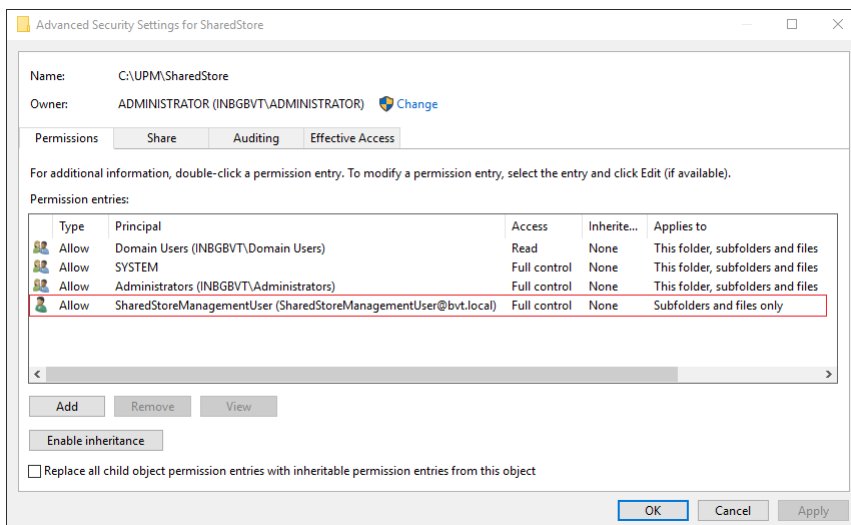 Advanced Security Settings for SharedStore
Name: C:\UPM\SharedStore
Owner: ADMINISTRATOR (INBGBVT\ADMINISTRATOR) Change
Permissions Share Auditing Effective Access
For additional information, double-click a permission entry. To modify a permission entry, select the entry and click Edit (if available).
Permission entries:
Type Principal Access Inherite... Applies to
Allow Domain Users (INBGBVT\Domain Users) Read None This folder, subfolders and files
Allow SYSTEM Full control None This folder, subfolders and files
Allow Administrators (INBGBVT\Administrators) Full control None This folder, subfolders and files
Allow SharedStoreManagementUser (SharedStoreManagementUser@bvt.local) Full control None Subfolders and files only
Add Remove View
Enable inheritance
Replace all child object permission entries with inheritable permission entries from this object
OK Cancel Apply